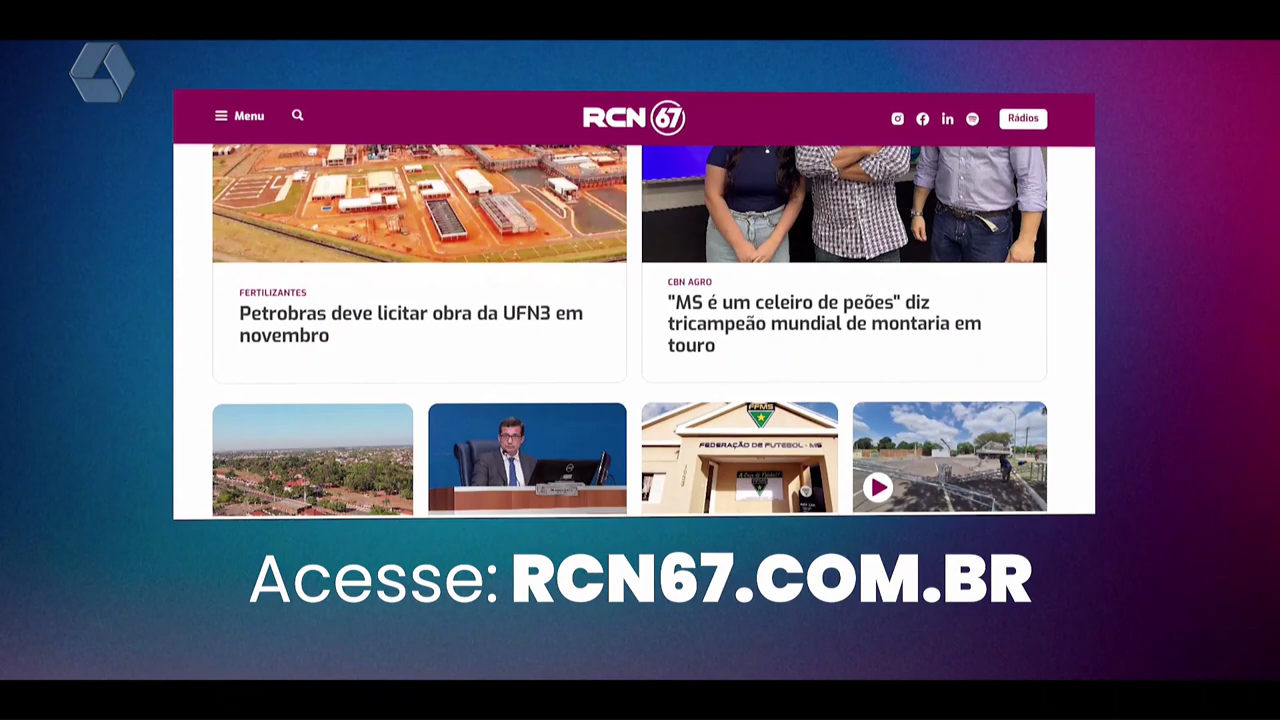 Menu
RCN 67
Rádios
FERTILIZANTES
Petrobras deve licitar obra da UFN3 em
novembro
CBN AGRO
"MS é um celeiro de peões" diz
tricampeão mundial de montaria em
touro
FFMS
FEDERAÇÃO DE FUTEBOL - MS
Acesse: RCN67.COM.BR